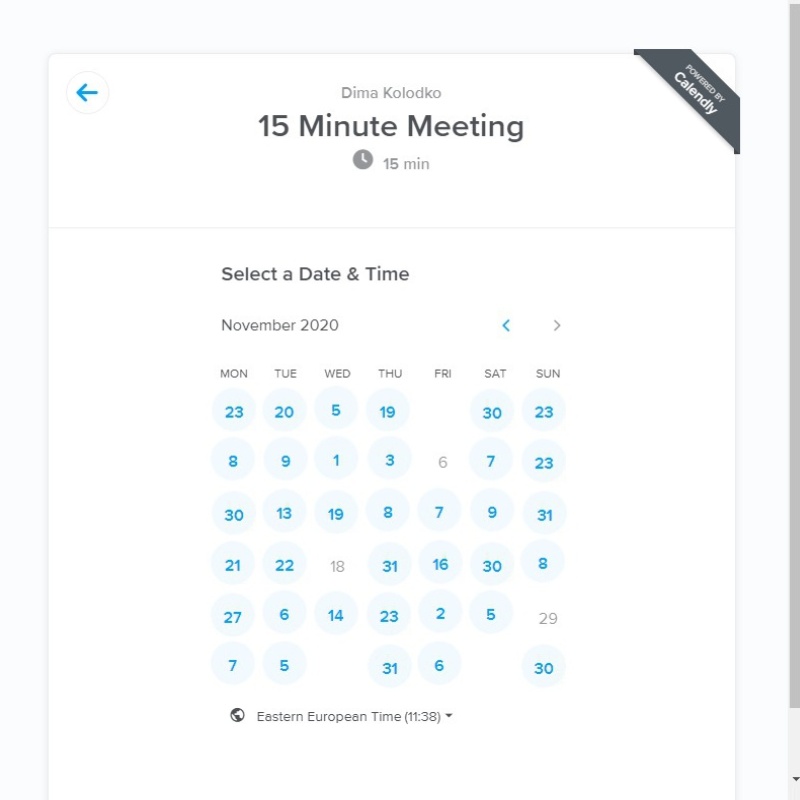 POWERED BY
Calendly
Dima Kolodko
15 Minute Meeting
15 min
Select a Date & Time
November 2020
MON TUE WED THU FRI SAT SUN
23 20 5 19 30 23
8 9 1 3 6 7 23
30 13 19 8 7 9 31
21 22 18 31 16 30 8
27 6 14 23 2 5 29
7 5 31 6 30
Eastern European Time (11:38)